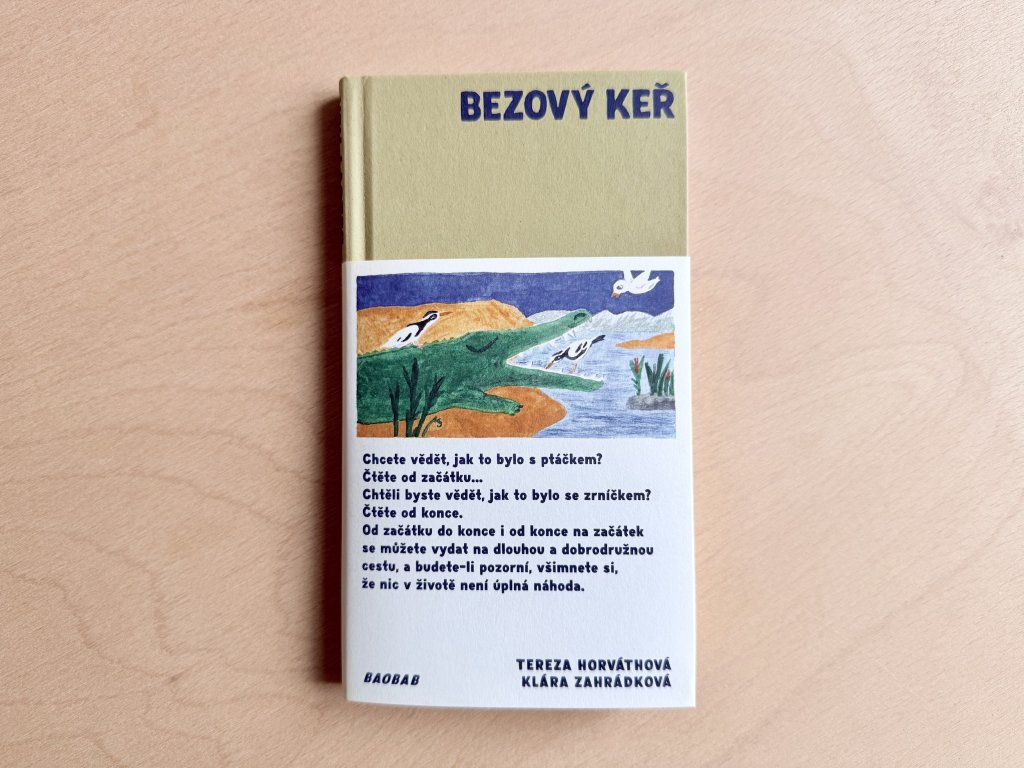 BEZOVÝ KEŘ
Chcete vědět, jak to bylo s ptáčkem?
Čtěte od začátku...
Chtěli byste vědět, jak to bylo se zrníčkem?
Čtěte od konce.
Od začátku do konce i od konce na začátek
se můžete vydat na dlouhou a dobrodružnou
cestu, a budete-li pozorní, všimnete si,
že nic v životě není úplná náhoda.
TEREZA HORVÁTHOVÁ
KLÁRA ZAHRÁDKOVÁ
BAOBAB